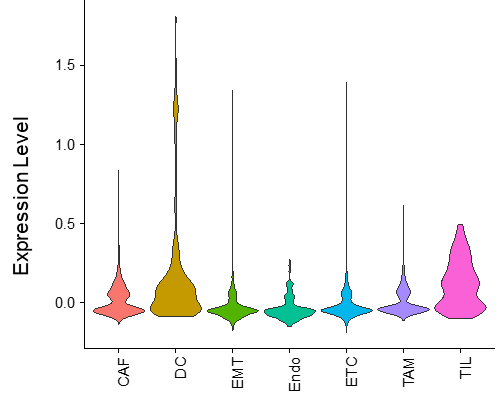 Expression Level
1.5
1.0
0.5
0.0
CAF
DC
EMT
Endo
ETC
TAM
TIL